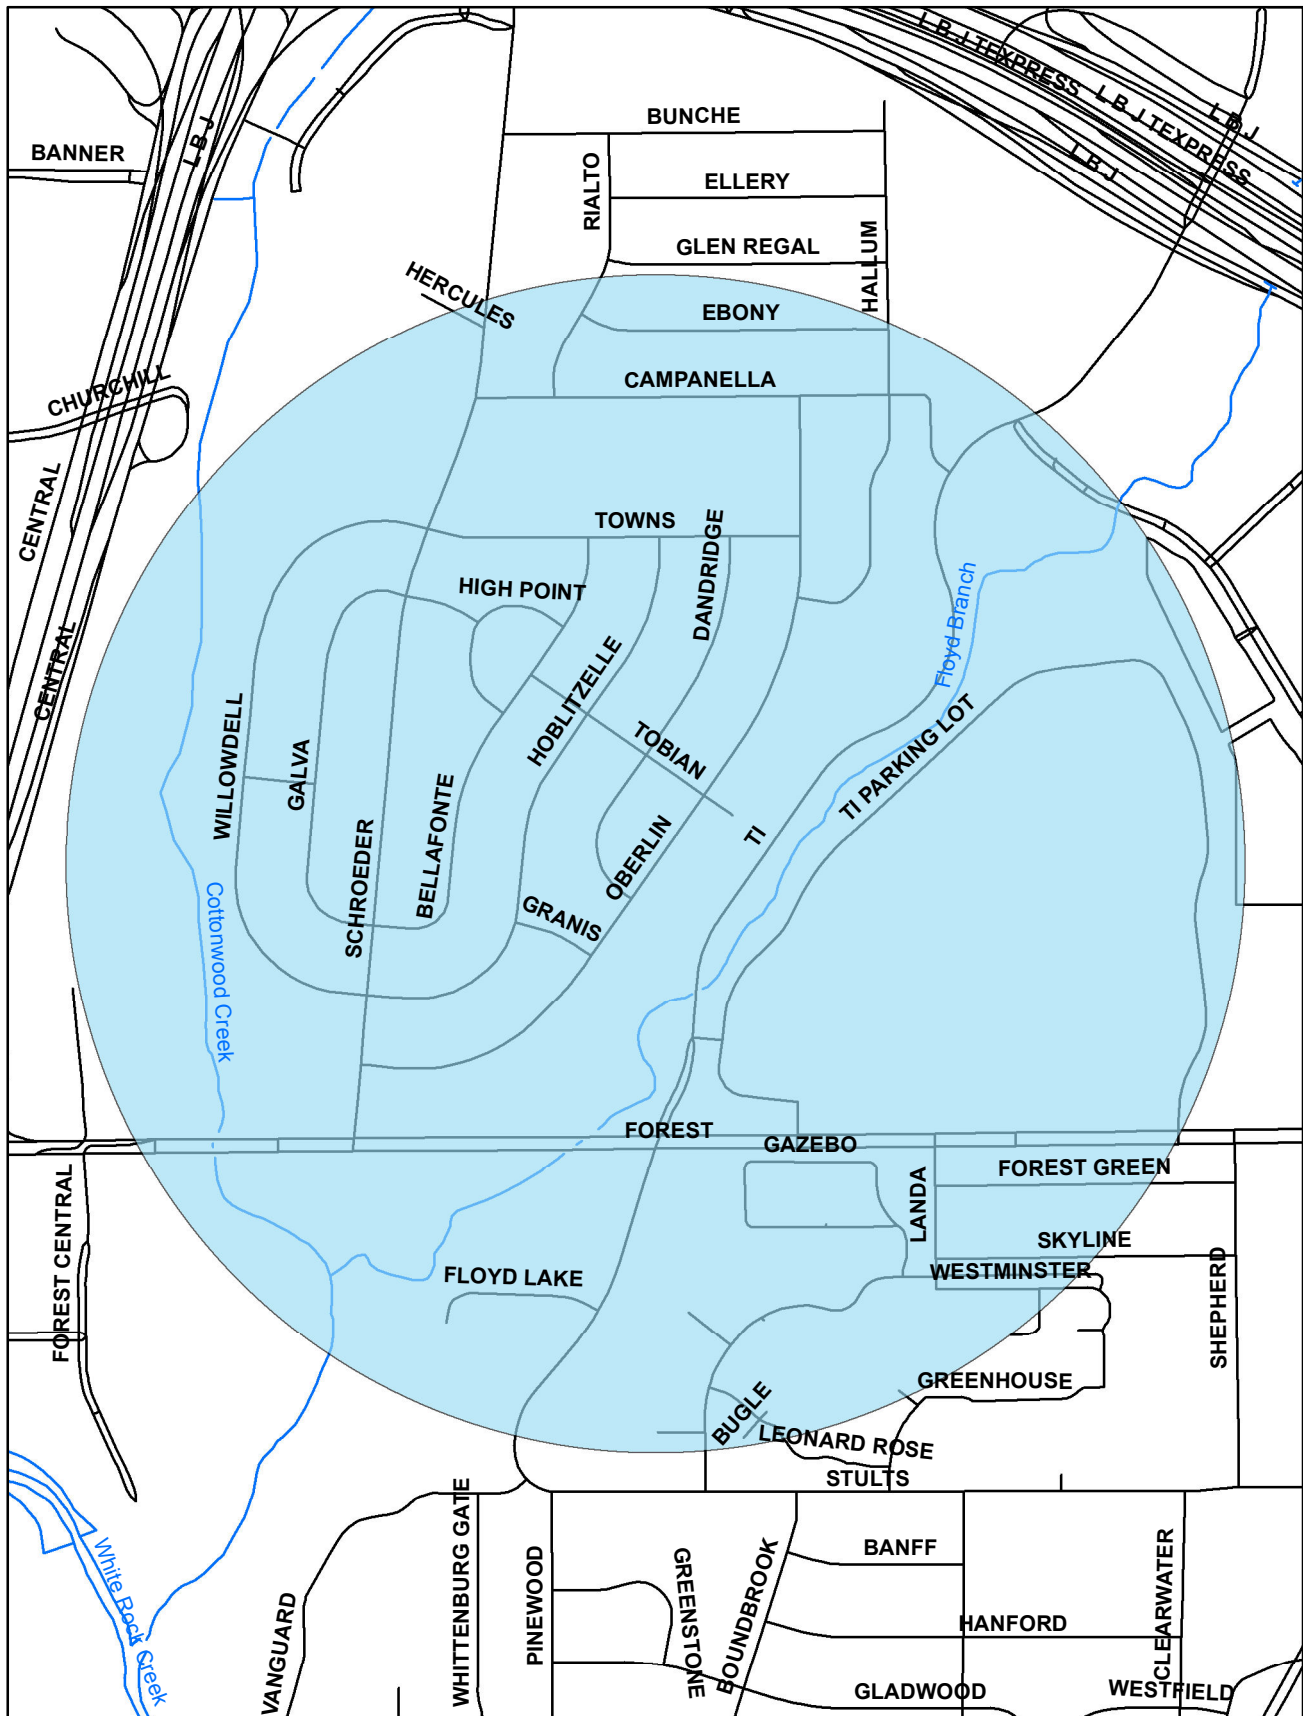 L B J TEXPRESS
L B J TEXPRESS
L B J
L B J
L B J
BUNCHE
BANNER
RIALTO
ELLERY
GLEN REGAL
HALLUM
HERCULES
EBONY
CAMPANELLA
CHURCHILL
CENTRAL
TOWNS
DANDRIDGE
HIGH POINT
Floyd Branch
CENTRAL
HOBLITZELLE
WILLOWDELL
TOBIAN
TI PARKING LOT
GALVA
BELLAFONTE
TI
SCHROEDER
OBERLIN
GRANIS
Cottonwood Creek
FOREST
GAZEBO
FOREST GREEN
LANDA
FOREST CENTRAL
SKYLINE
WESTMINSTER
FLOYD LAKE
SHEPHERD
GREENHOUSE
BUGLE
LEONARD ROSE
STULTS
WHITTENBURG GATE
PINEWOOD
GREENSTONE
BOUNDBROOK
BANFF
CLEARWATER
White Rock Creek
VANGUARD
HANFORD
GLADWOOD
WESTFIELD